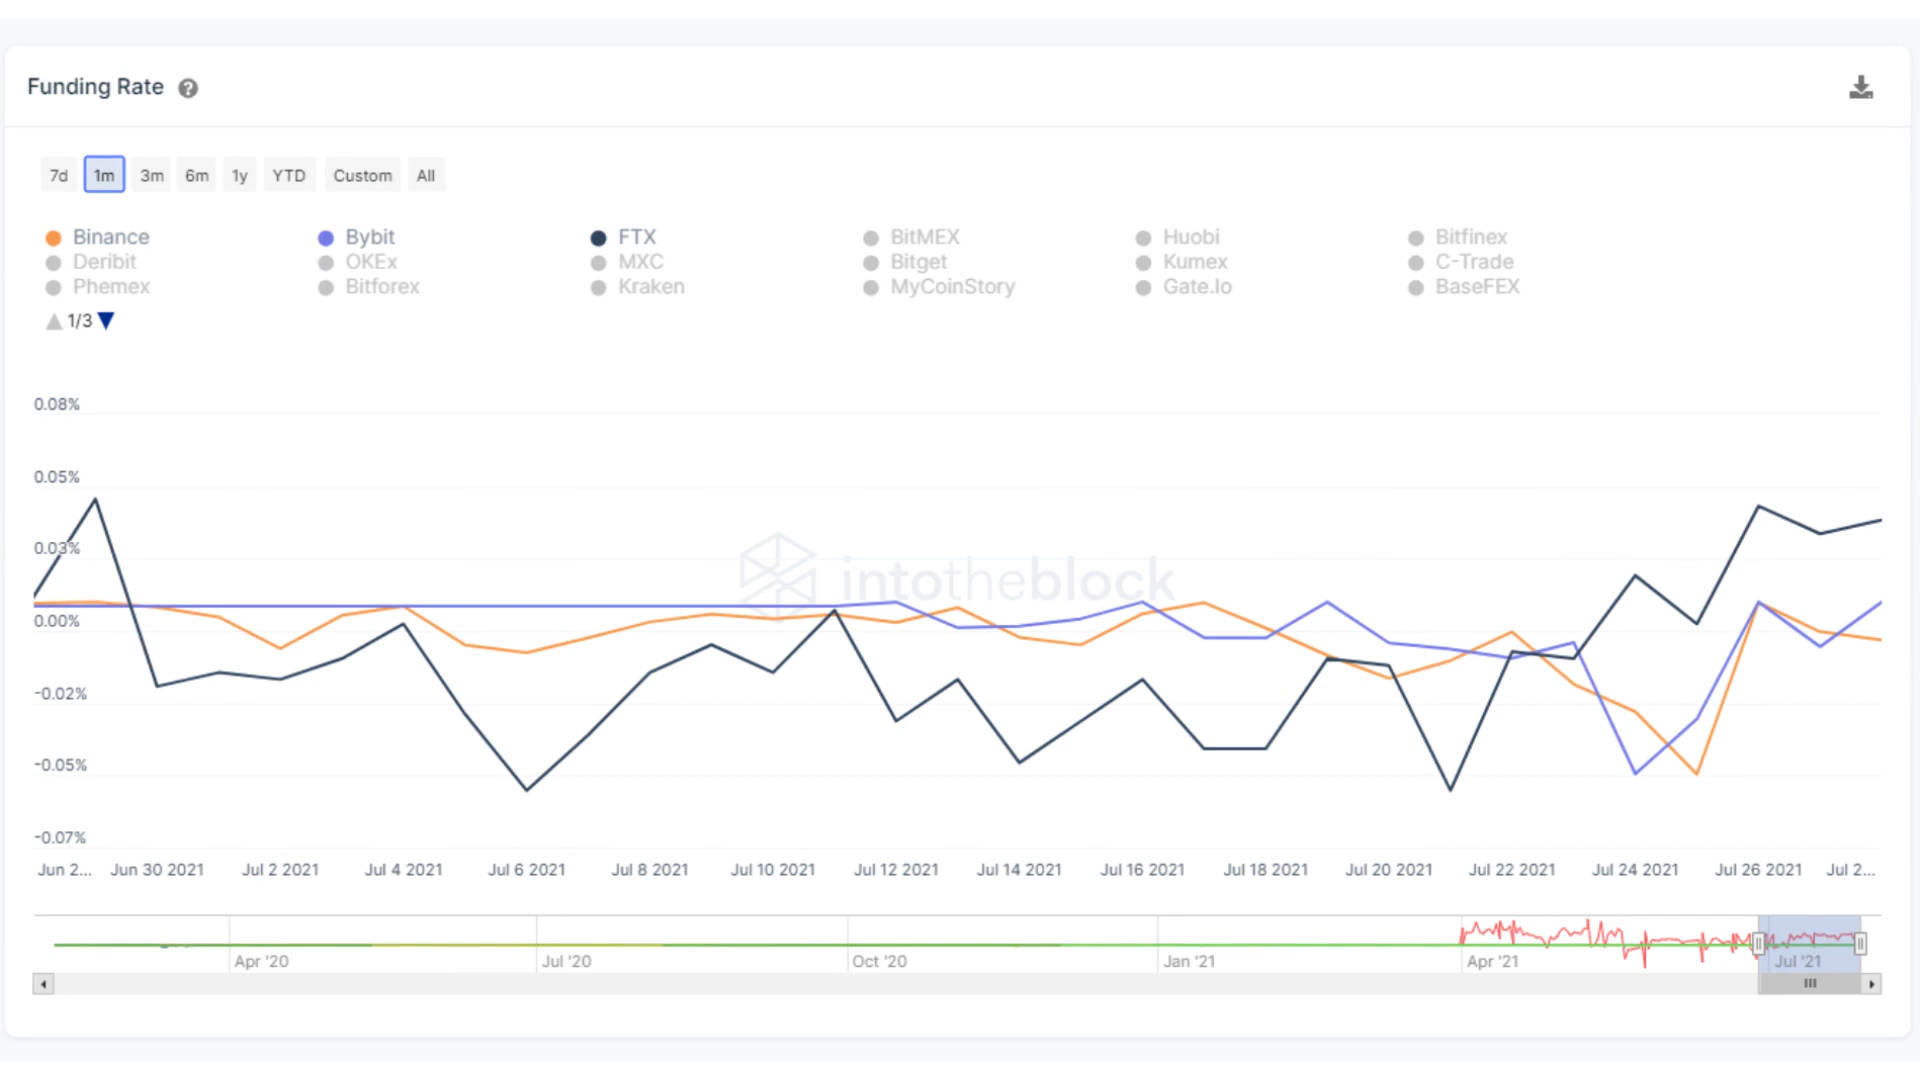 Funding Rate ?
7d 1m 3m 6m 1y YTD Custom All
Binance Bybit FTX BitMEX Huobi Bitfinex
Deribit OKEx MXC Bitget Kumex C-Trade
Phemex Bitforex Kraken MyCoinStory Gate.Io BaseFEX
1/3
0.08%
0.05%
0.03%
intotheblock
0.00%
-0.02%
-0.05%
-0.07%
Jun 2... Jun 30 2021 Jul 2 2021 Jul 4 2021 Jul 6 2021 Jul 8 2021 Jul 10 2021 Jul 12 2021 Jul 14 2021 Jul 16 2021 Jul 18 2021 Jul 20 2021 Jul 22 2021 Jul 24 2021 Jul 26 2021 Jul 2...
Apr '20 Jul '20 Oct '20 Jan '21 Apr '21 Jul '21